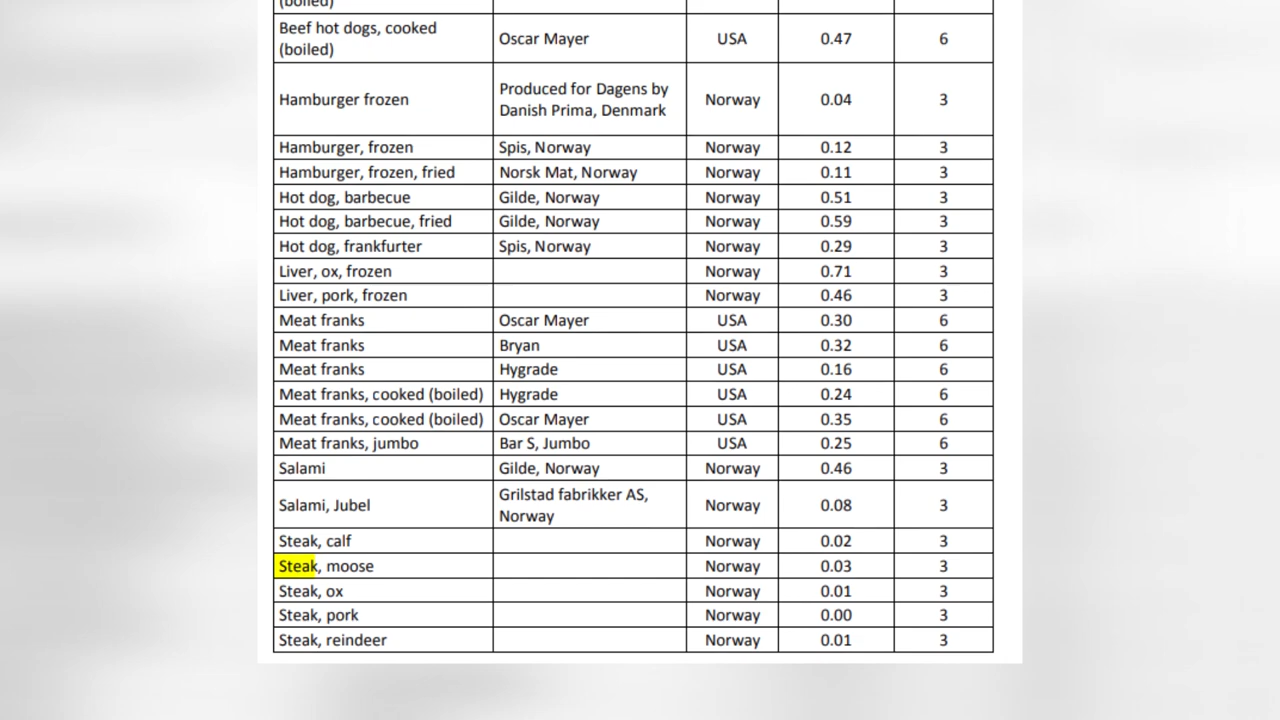 (boiled)
Beef hot dogs, cooked
(boiled) Oscar Mayer USA 0.47 6
Hamburger frozen Produced for Dagens by
Danish Prima, Denmark Norway 0.04 3
Hamburger, frozen Spis, Norway Norway 0.12 3
Hamburger, frozen, fried Norsk Mat, Norway Norway 0.11 3
Hot dog, barbecue Gilde, Norway Norway 0.51 3
Hot dog, barbecue, fried Gilde, Norway Norway 0.59 3
Hot dog, frankfurter Spis, Norway Norway 0.29 3
Liver, ox, frozen Norway 0.71 3
Liver, pork, frozen Norway 0.46 3
Meat franks Oscar Mayer USA 0.30 6
Meat franks Bryan USA 0.32 6
Meat franks Hygrade USA 0.16 6
Meat franks, cooked (boiled) Hygrade USA 0.24 6
Meat franks, cooked (boiled) Oscar Mayer USA 0.35 6
Meat franks, jumbo Bar S, Jumbo USA 0.25 6
Salami Gilde, Norway Norway 0.46 3
Salami, Jubel Grilstad fabrikker AS,
Norway Norway 0.08 3
Steak, calf Norway 0.02 3
Steak, moose Norway 0.03 3
Steak, ox Norway 0.01 3
Steak, pork Norway 0.00 3
Steak, reindeer Norway 0.01 3